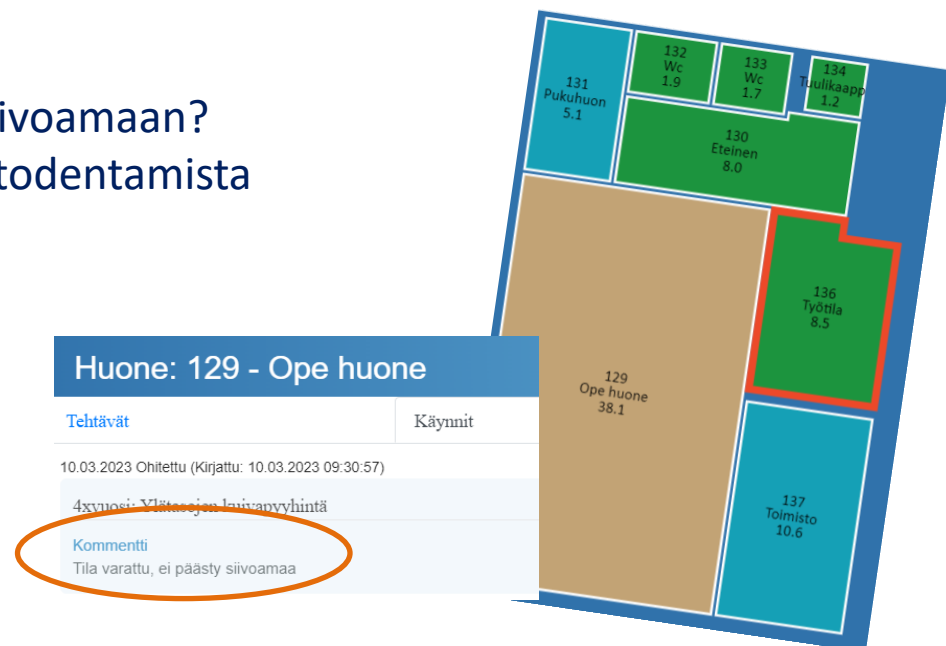 ivoamaan?
todentamista
131
Pukuhuon
5.1
132
Wc
1.9
133
Wc
1.7
134
Tuulikaapp
1.2
130
Eteinen
8.0
136
Työtila
8.5
129
Ope huone
38.1
137
Toimisto
10.6
Huone: 129 - Ope huone
Tehtävät
Käynnit
10.03.2023 Ohitettu (Kirjattu: 10.03.2023 09:30:57)
4xvuosi: Ylätasojen kuivapyyhintä
Kommentti
Tila varattu, ei päästy siivoamaa